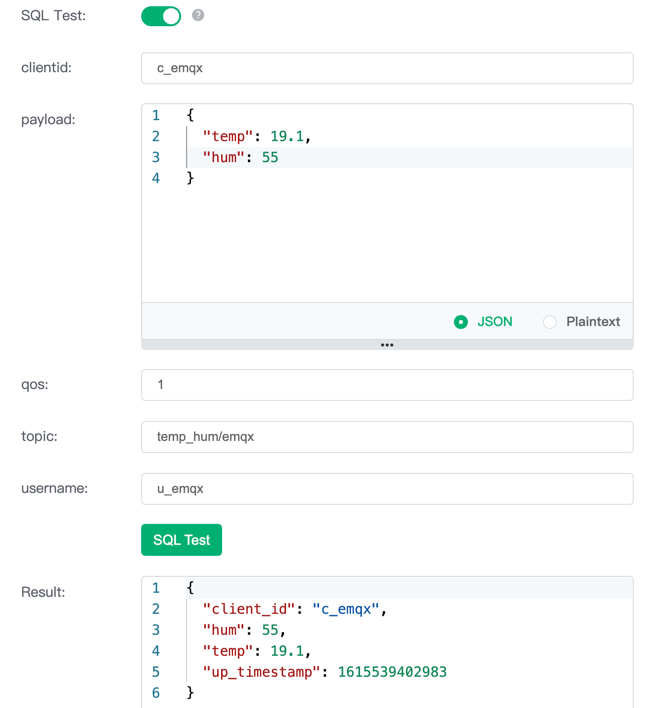 SQL Test: ?
clientid: c_emqx
payload:
1 {
2 "temp": 19.1,
3 "hum": 55
4 }
JSON Plaintext
qos: 1
topic: temp_hum/emqx
username: u_emqx
SQL Test
Result:
1 {
2 "client_id": "c_emqx",
3 "hum": 55,
4 "temp": 19.1,
5 "up_timestamp": 1615539402983
6 }